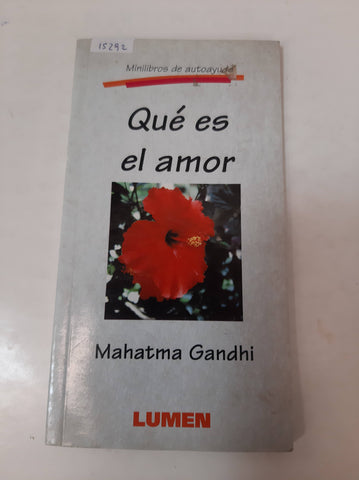 15292
Minilibros de autoayuda
Qué es
el amor
Mahatma Gandhi
LUMEN